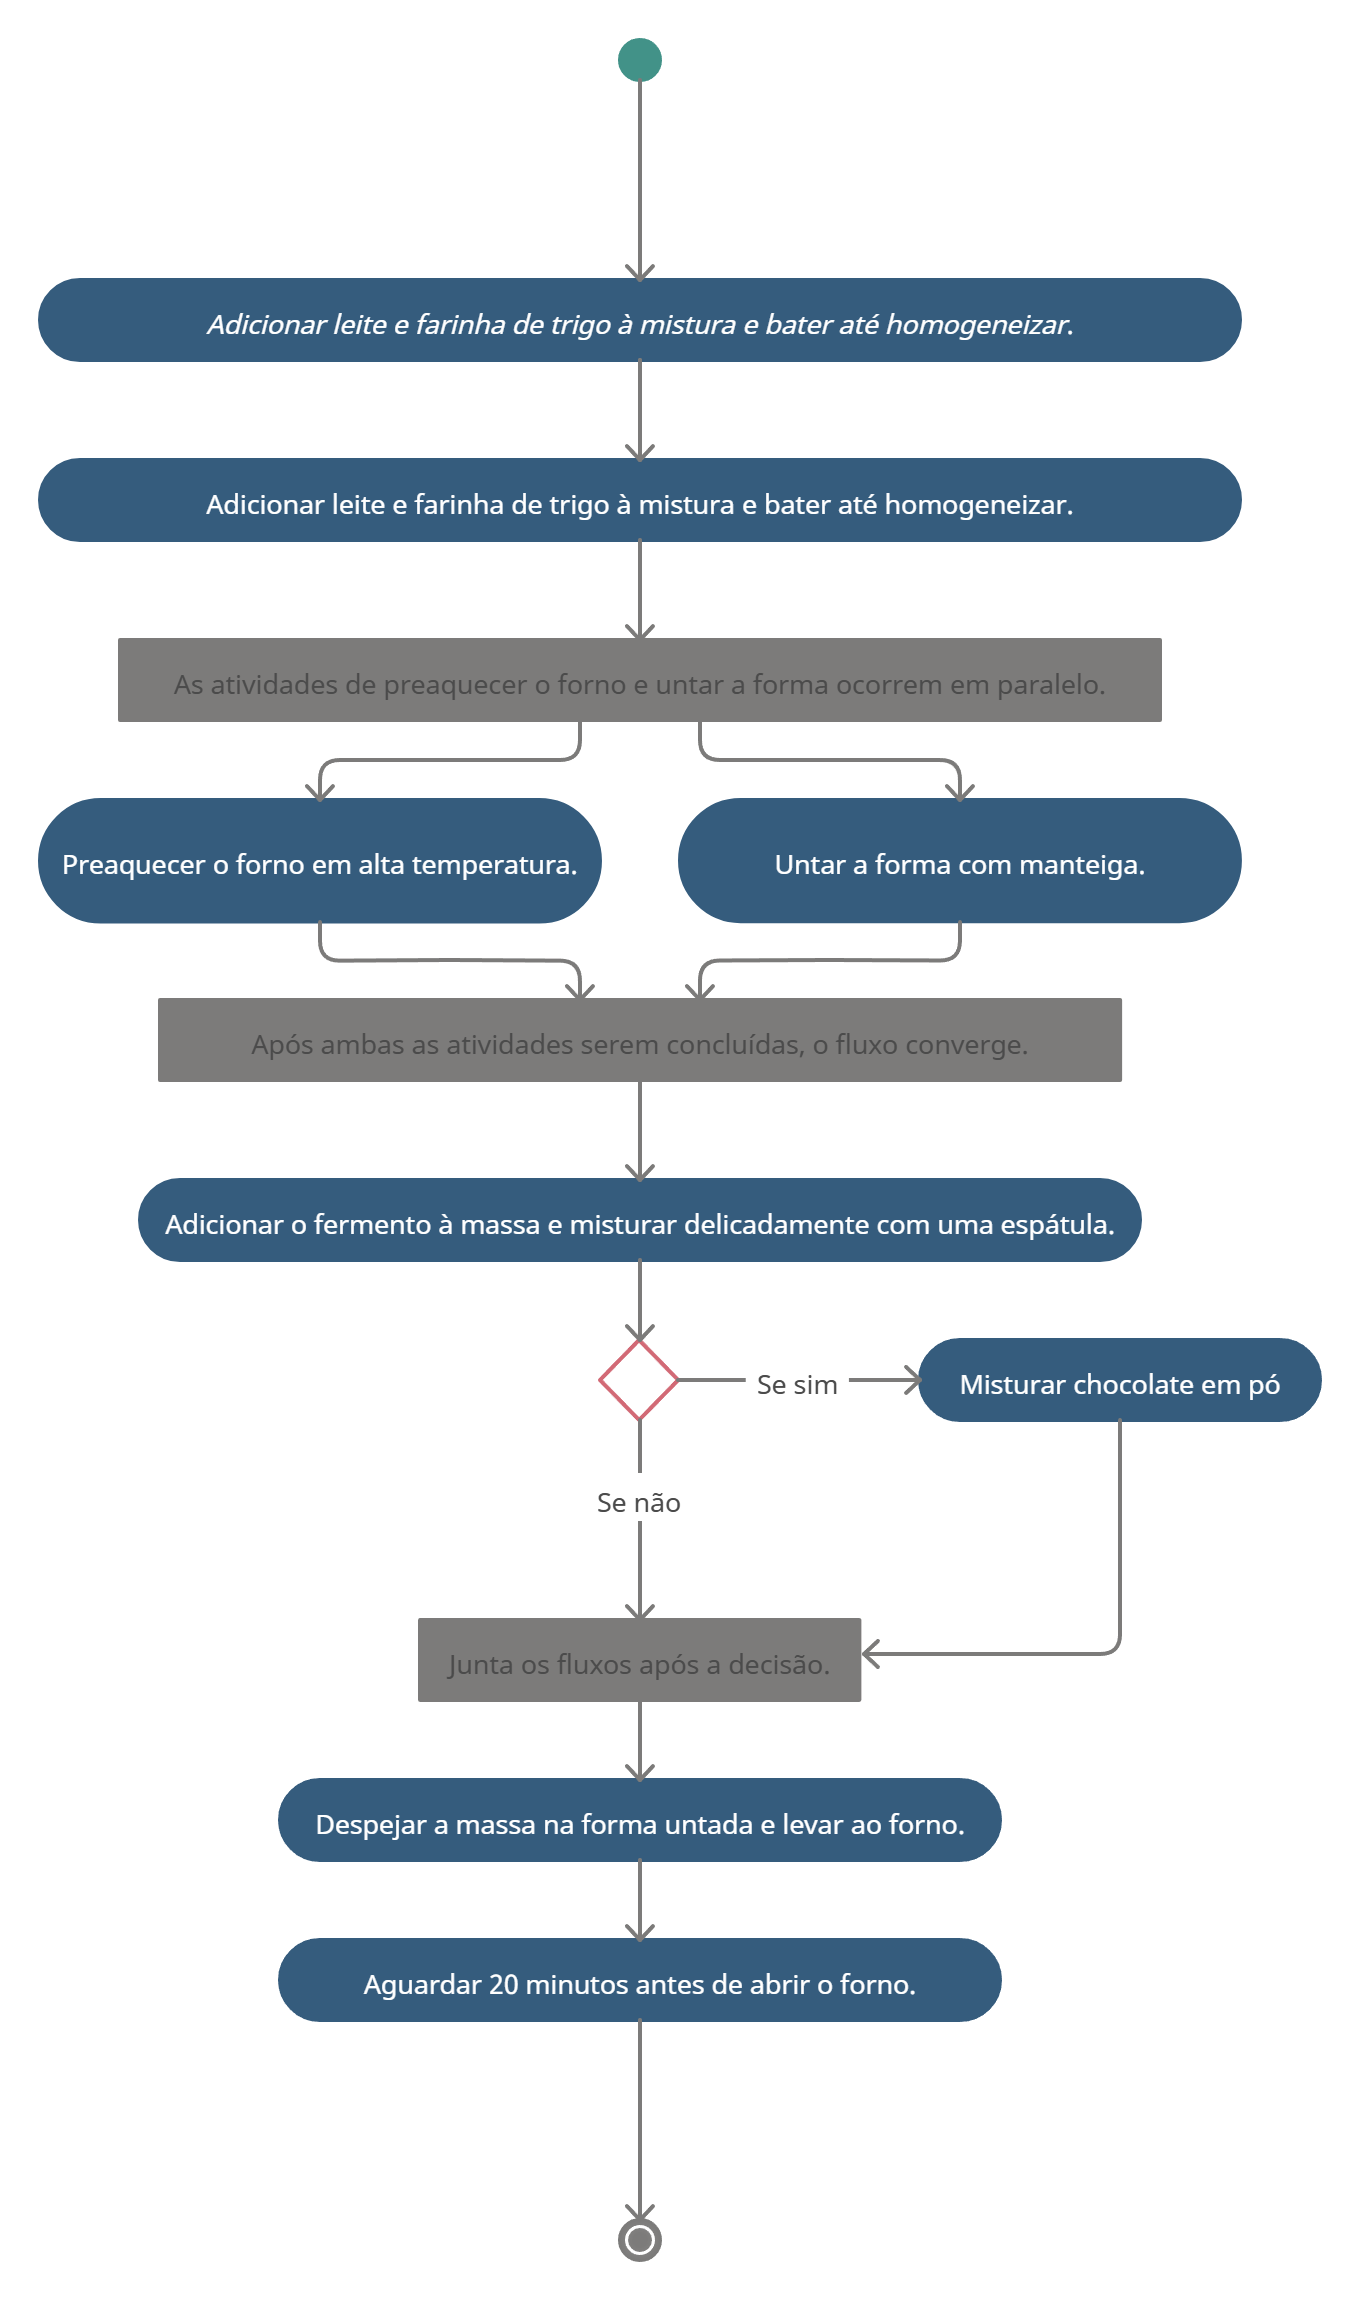 Adicionar leite e farinha de trigo à mistura e bater até homogeneizar.
Adicionar leite e farinha de trigo à mistura e bater até homogeneizar.
As atividades de preaquecer o forno e untar a forma ocorrem em paralelo.
Preaquecer o forno em alta temperatura.
Untar a forma com manteiga.
Após ambas as atividades serem concluídas, o fluxo converge.
Adicionar o fermento à massa e misturar delicadamente com uma espátula.
Se sim
Misturar chocolate em pó
Se não
Junta os fluxos após a decisão.
Despejar a massa na forma untada e levar ao forno.
Aguardar 20 minutos antes de abrir o forno.